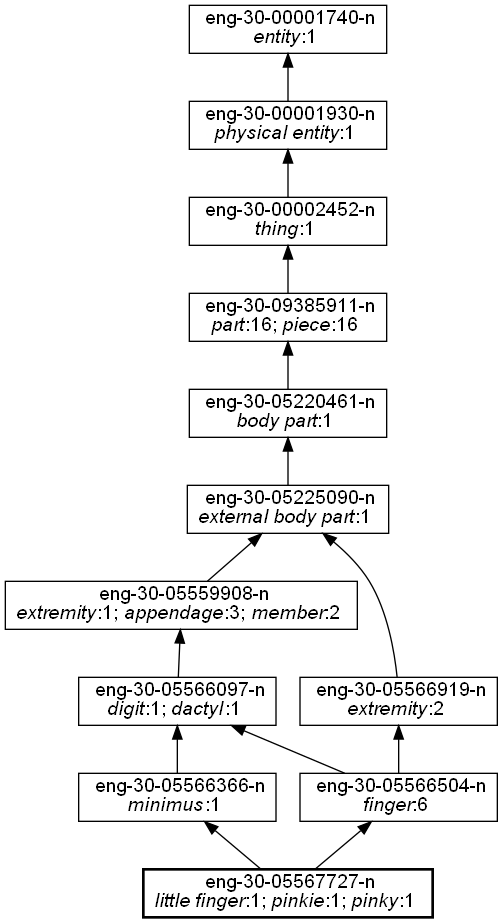 eng-30-00001740-n
entity:1
eng-30-00001930-n
physical entity:1
eng-30-00002452-n
thing:1
eng-30-09385911-n
part:16; piece:16
eng-30-05220461-n
body part:1
eng-30-05225090-n
external body part:1
eng-30-05559908-n
extremity:1; appendage:3; member:2
eng-30-05566097-n
digit:1; dactyl:1
eng-30-05566919-n
extremity:2
eng-30-05566366-n
minimus:1
eng-30-05566504-n
finger:6
eng-30-05567727-n
little finger:1; pinkie:1; pinky:1